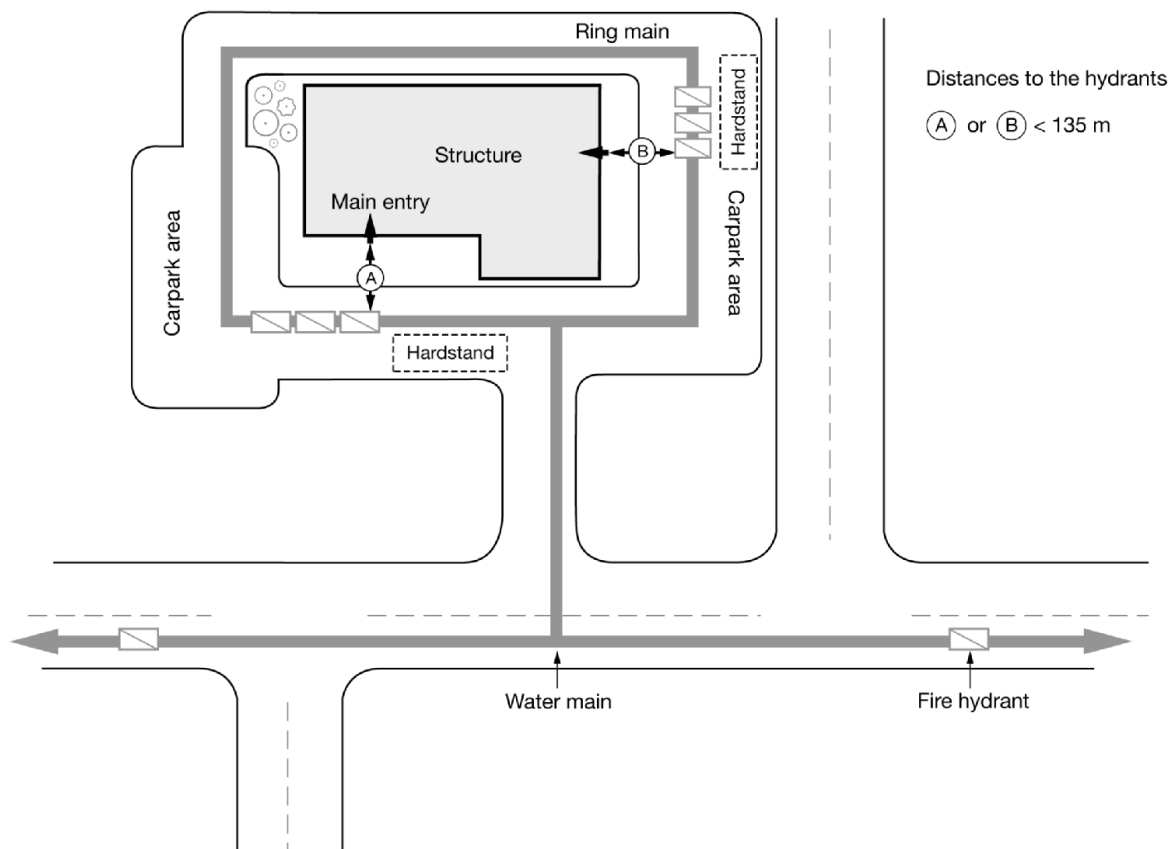 Ring main
Hardstand
Distances to the hydrants
A or B < 135 m
Structure
B
Main entry
Carpark area
Carpark area
A
Hardstand
Water main
Fire hydrant